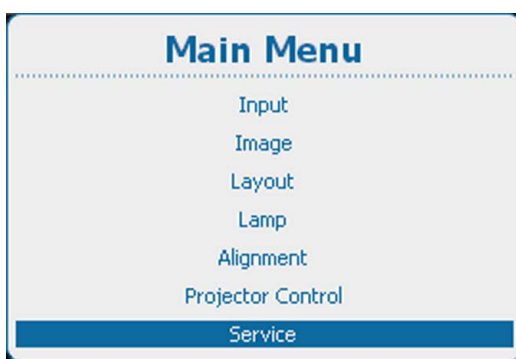 Main Menu
Input
Image
Layout
Lamp
Alignment
Projector Control
Service